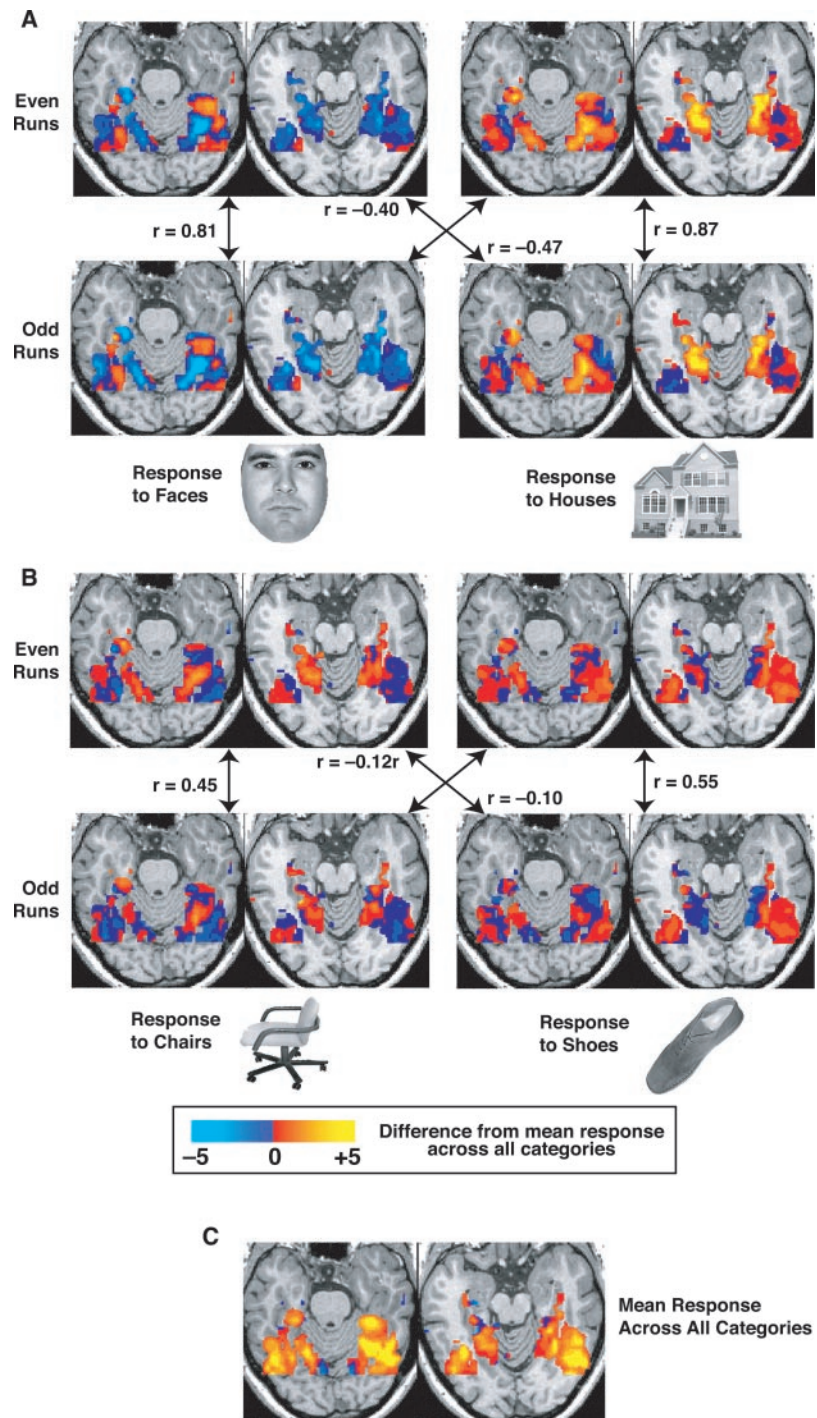 A
Even
Runs
r = 0.81
r = –0.40
r = –0.47
r = 0.87
Odd
Runs
Response
to Faces
Response
to Houses
B
Even
Runs
r = 0.45
r = –0.12r
r = –0.10
r = 0.55
Odd
Runs
Response
to Chairs
Response
to Shoes
Difference from mean response
across all categories
–5 0 +5
C
Mean Response
Across All Categories